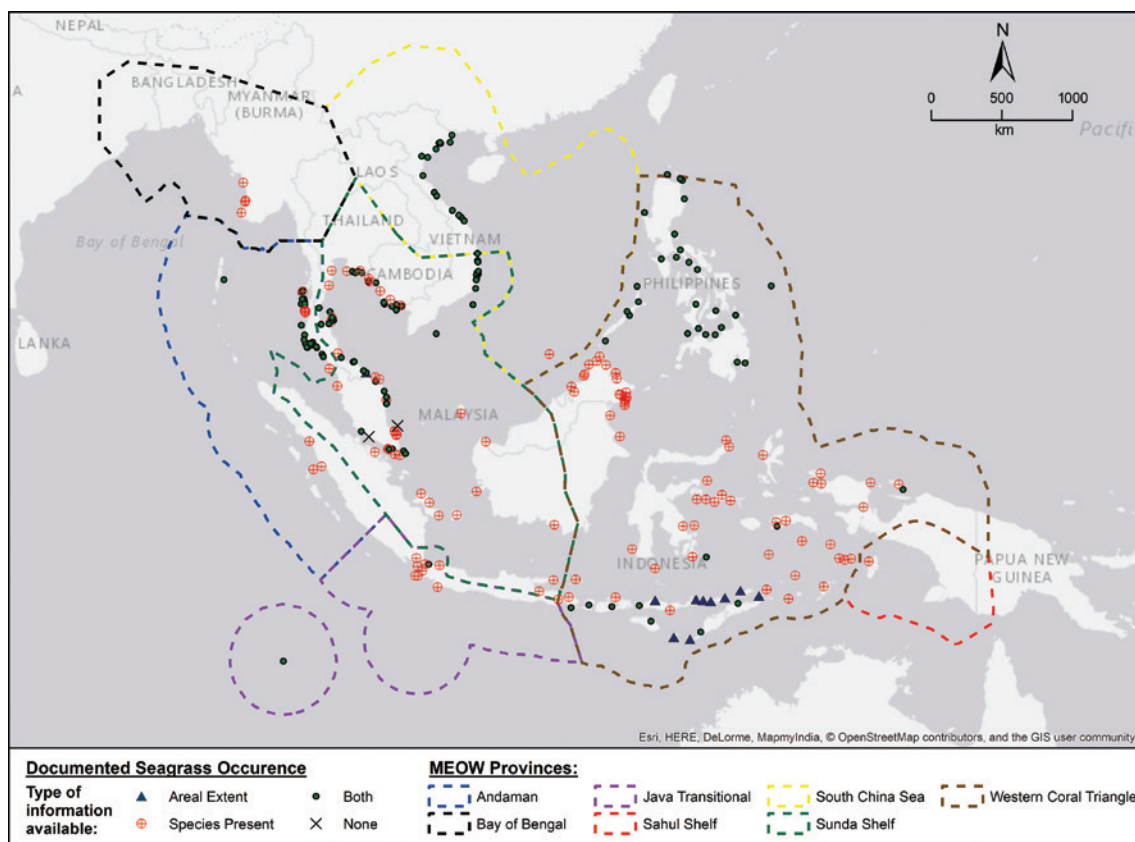 NEPAL
BANGLADESH
MYANMAR
(BURMA)
A
N
0 500 1000
km
Pacific
LAOS
THAILAND
Bay of Bengal
VIETNAM
CAMBODIA
PHILIPPINES
LANKA
MALAYSIA
INDONESIA
PAPUA NEW
GUINEA
Esri, HERE, DeLorme, MapmyIndia, © OpenStreetMap contributors, and the GIS user community
Documented Seagrass Occurence
Type of
information
available:
Areal Extent
Both
Species Present
None
MEOW Provinces:
Andaman
Java Transitional
South China Sea
Western Coral Triangle
Bay of Bengal
Sahul Shelf
Sunda Shelf